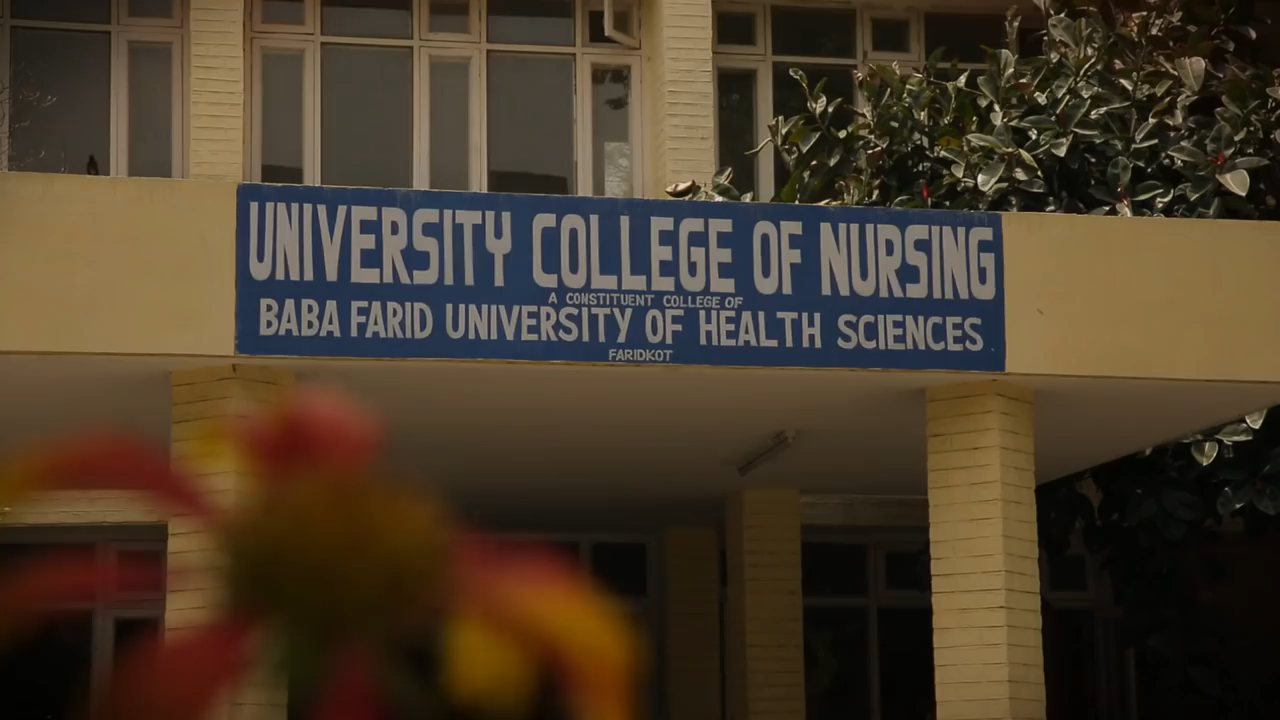 UNIVERSITY COLLEGE OF NURSING
A CONSTITUENT COLLEGE OF
BABA FARID UNIVERSITY OF HEALTH SCIENCES
FARIDKOT